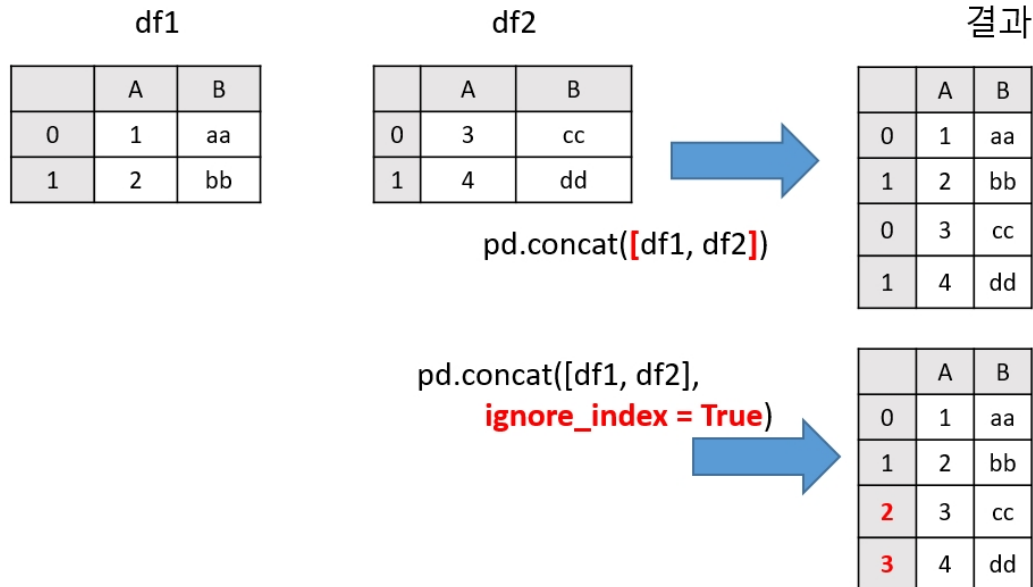 df1
df2
결과
A B
0 1 aa
1 2 bb
A B
0 3 cc
1 4 dd
A B
0 1 aa
1 2 bb
0 3 cc
1 4 dd
pd.concat([df1, df2])
pd.concat([df1, df2],
ignore_index = True)
A B
0 1 aa
1 2 bb
2 3 cc
3 4 dd